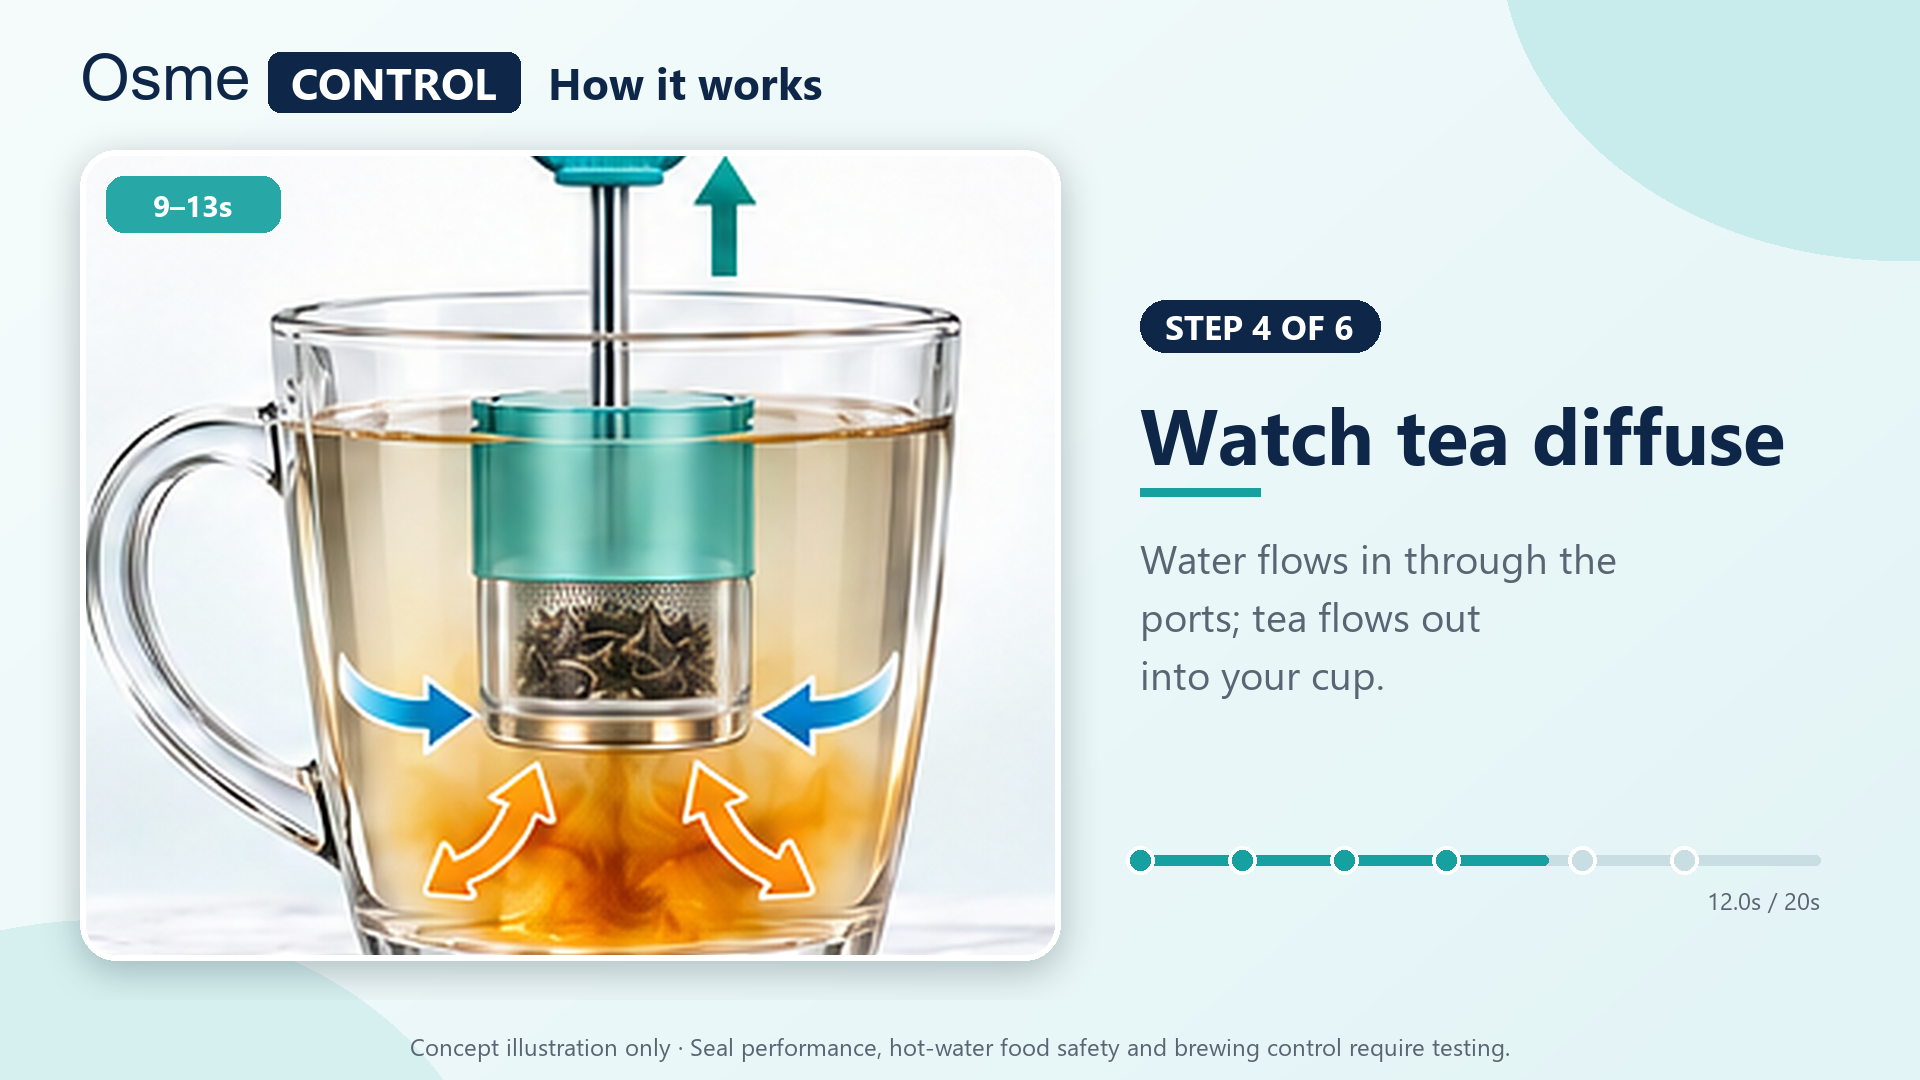 Osme CONTROL How it works
9–13s
STEP 4 OF 6
Watch tea diffuse
Water flows in through the
ports; tea flows out
into your cup.
12.0s / 20s
Concept illustration only · Seal performance, hot-water food safety and brewing control require testing.